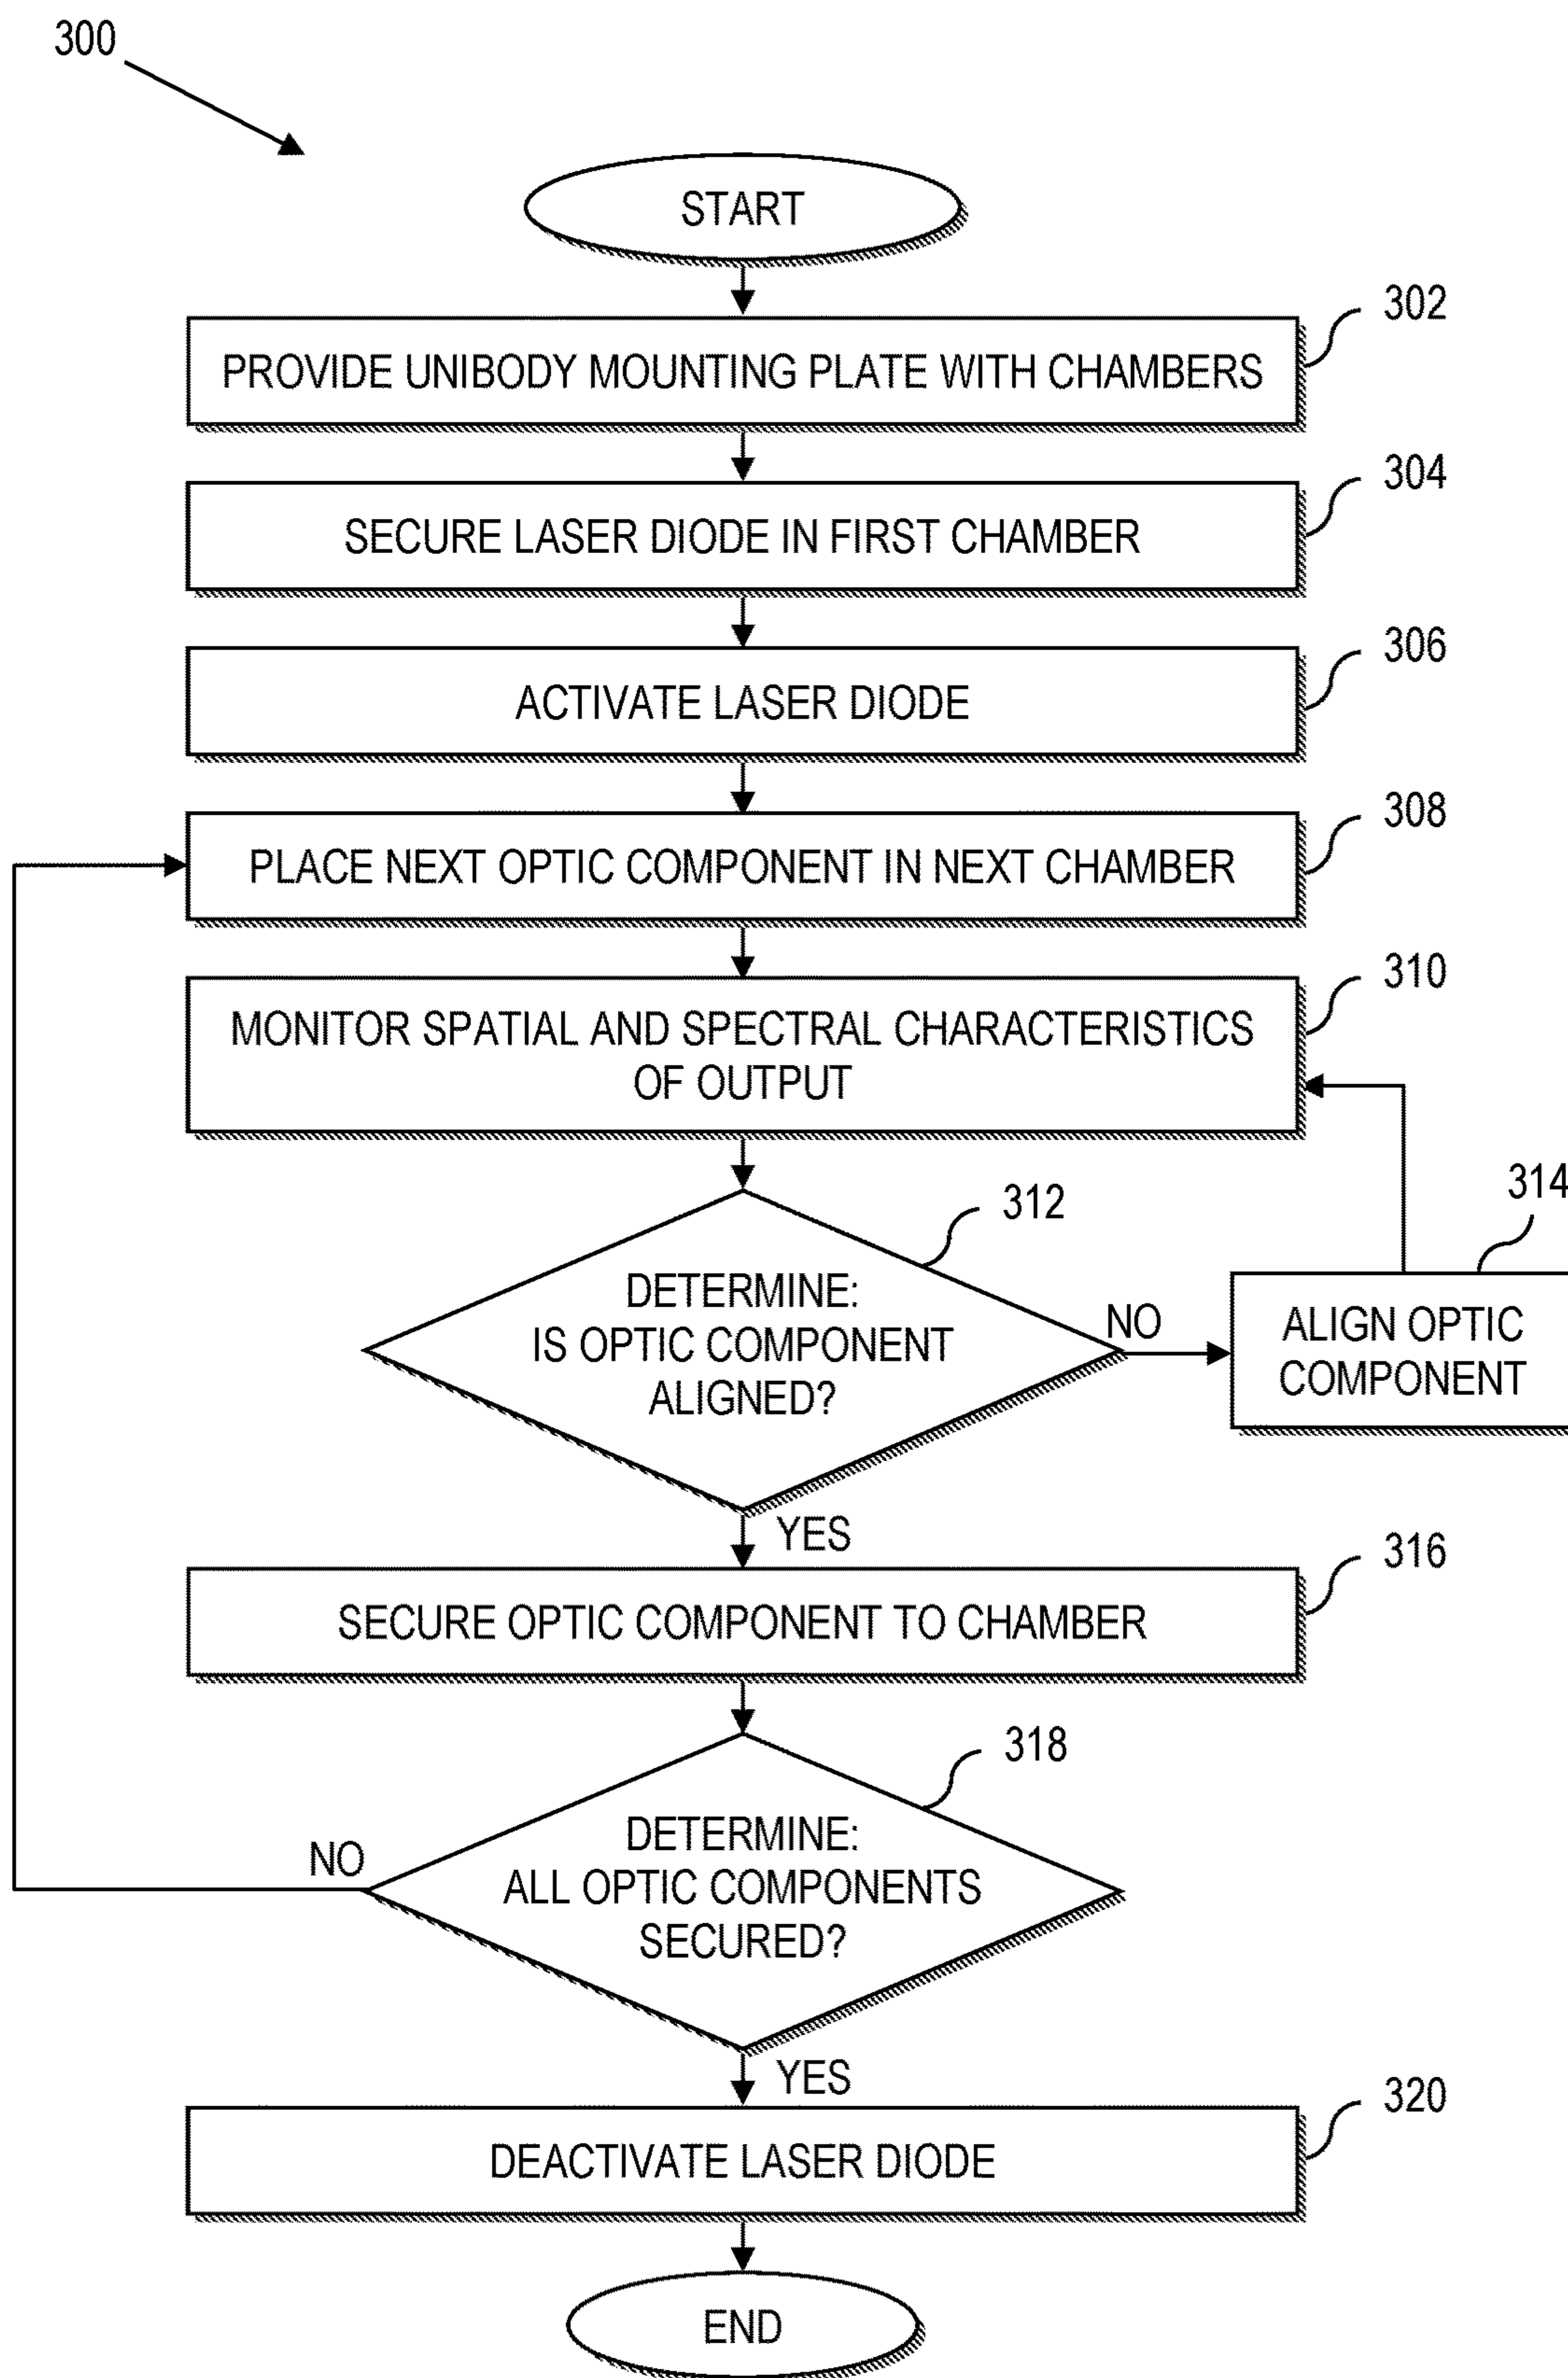 300
START
302
PROVIDE UNIBODY MOUNTING PLATE WITH CHAMBERS
304
SECURE LASER DIODE IN FIRST CHAMBER
306
ACTIVATE LASER DIODE
308
PLACE NEXT OPTIC COMPONENT IN NEXT CHAMBER
310
MONITOR SPATIAL AND SPECTRAL CHARACTERISTICS
OF OUTPUT
312
DETERMINE:
IS OPTIC COMPONENT
ALIGNED?
NO
314
ALIGN OPTIC
COMPONENT
YES
316
SECURE OPTIC COMPONENT TO CHAMBER
318
DETERMINE:
ALL OPTIC COMPONENTS
SECURED?
NO
YES
320
DEACTIVATE LASER DIODE
END